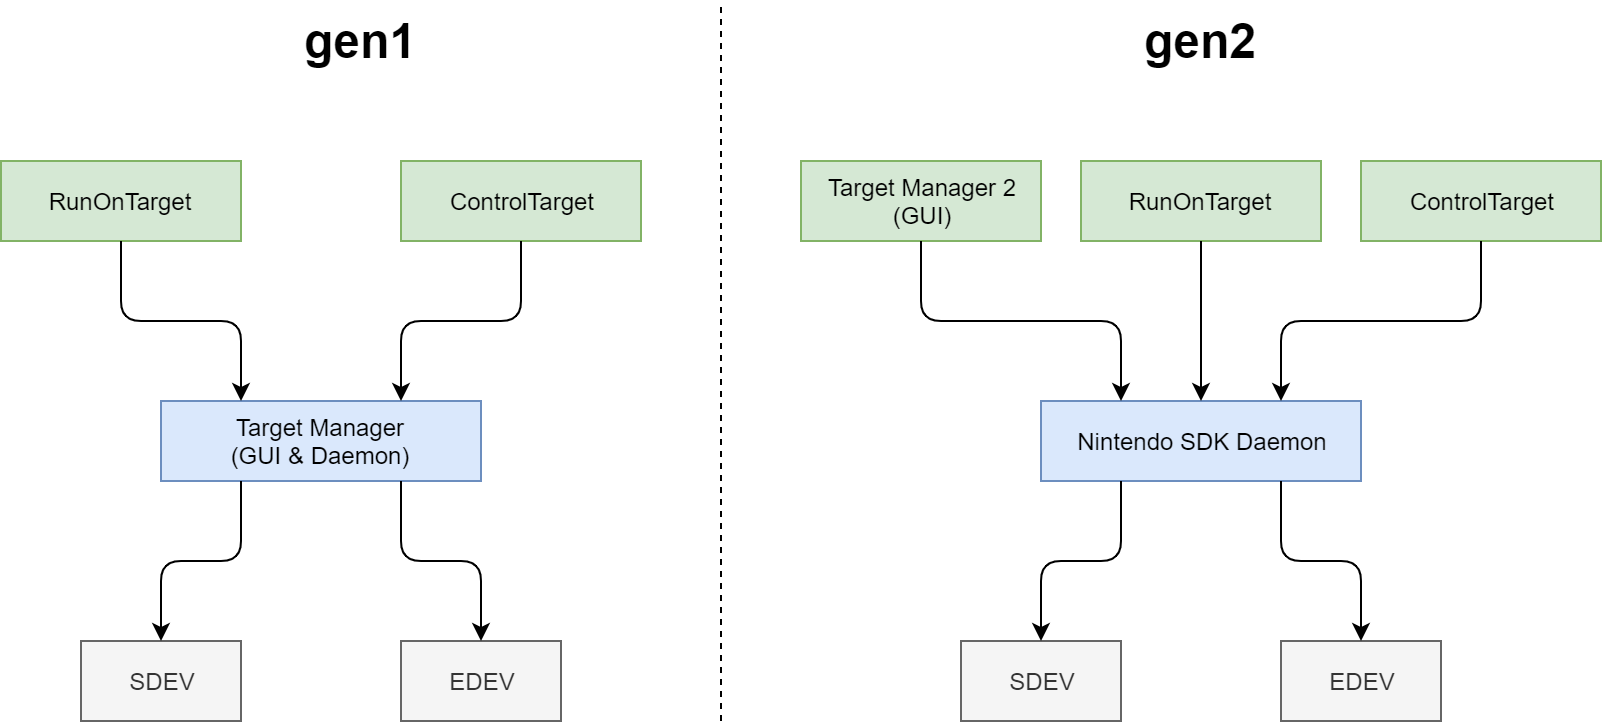 gen1
RunOnTarget
ControlTarget
Target Manager
(GUI & Daemon)
SDEV
EDEV
gen2
Target Manager 2
(GUI)
RunOnTarget
ControlTarget
Nintendo SDK Daemon
SDEV
EDEV